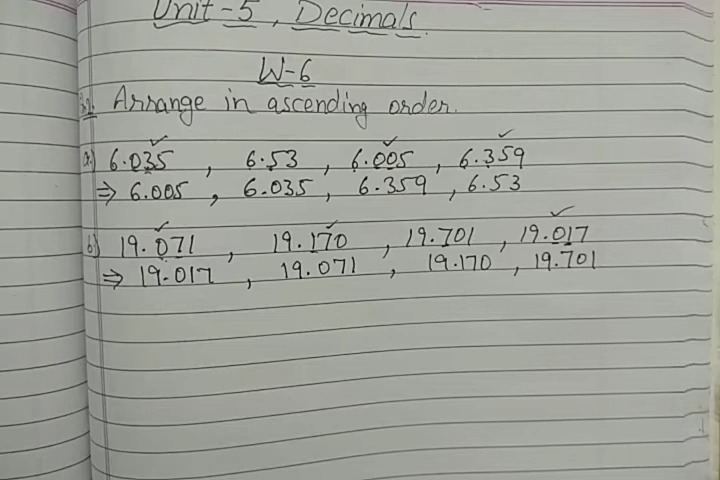 Unit-5, Decimals.
W-6
Arrange in ascending order.
a) 6.035, 6.53, 6.005, 6.359
⇒ 6.005, 6.035, 6.359, 6.53
b) 19.071, 19.170, 19.701, 19.017
⇒ 19.017, 19.071, 19.170, 19.701